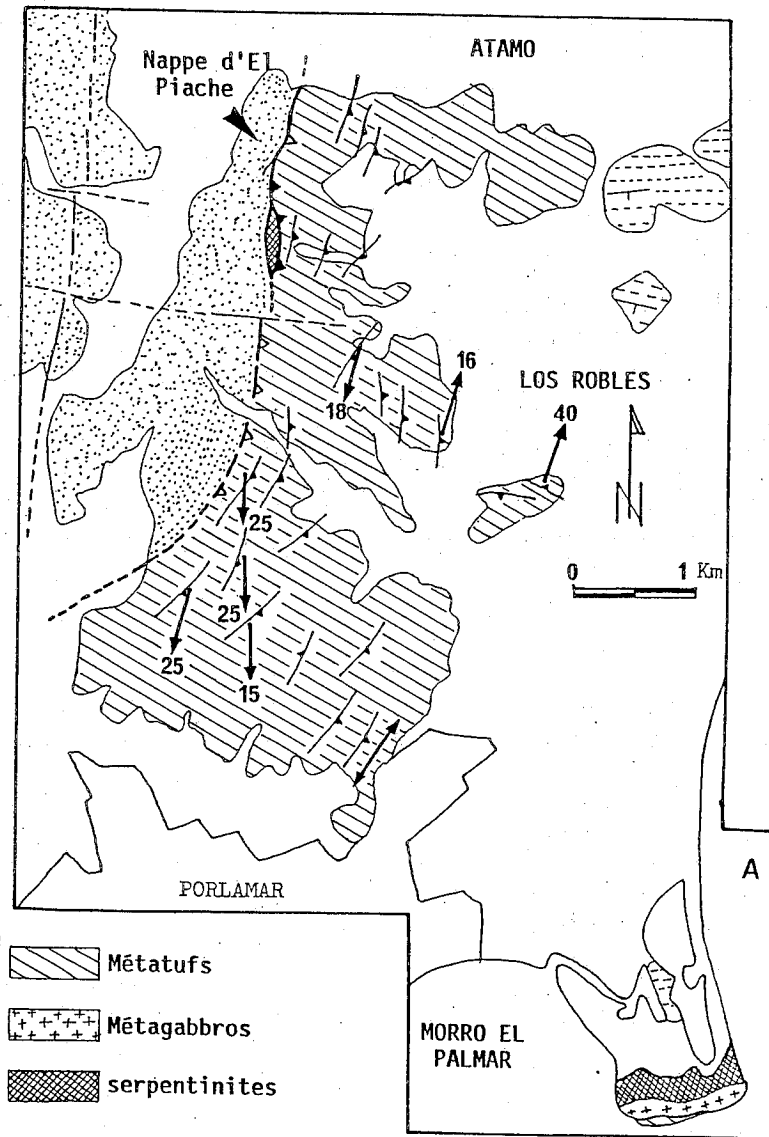 ATAMO
Nappe d'El
Piache
16
LOS ROBLES
18
40
N
25
0 1 Km
25
25
15
PORLAMAR
A
Métatufs
Métagabbros
serpentinites
MORRO EL
PALMAR